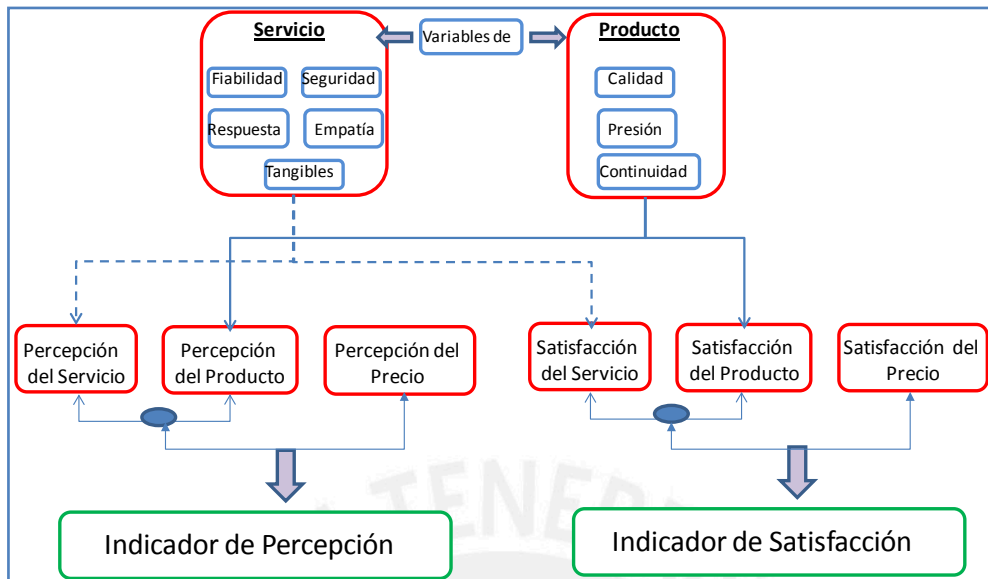 Servicio
Variables de
Producto
Fiabilidad
Seguridad
Calidad
Respuesta
Empatía
Presión
Tangibles
Continuidad
Percepción
del Servicio
Percepción
del Producto
Percepción del
Precio
Satisfacción
del Servicio
Satisfacción
del Producto
Satisfacción del
Precio
TENEB
Indicador de Percepción
Indicador de Satisfacción